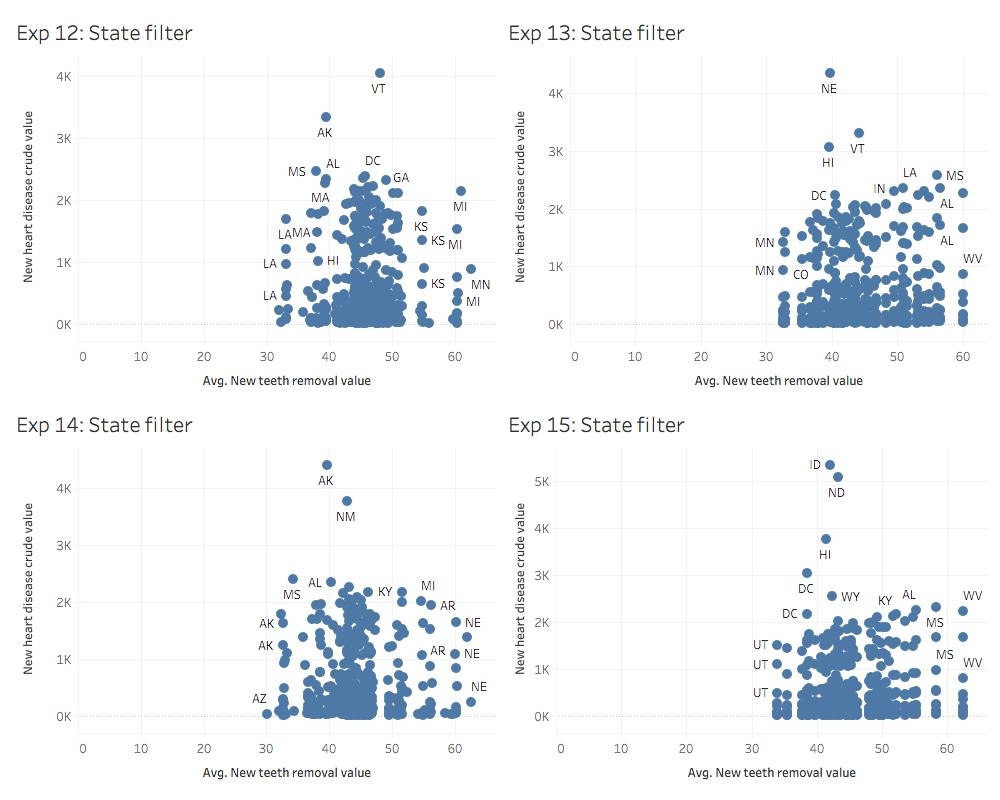 Exp 12: State filter
Exp 13: State filter
New heart disease crude value
4K
3K
2K
1K
0K
VT
AK
MS
AL
DC
GA
MA
MI
LA
MA
KS
KS
MI
LA
HI
KS
MN
LA
MI
0
10
20
30
40
50
60
Avg. New teeth removal value
New heart disease crude value
4K
3K
2K
1K
0K
NE
VT
HI
LA
MS
IN
DC
AL
MN
AL
WV
MN
CO
0
10
20
30
40
50
60
Avg. New teeth removal value
Exp 14: State filter
Exp 15: State filter
New heart disease crude value
4K
3K
2K
1K
0K
AK
NM
MS
AL
KY
MI
AR
AK
NE
AK
AR
NE
AZ
NE
0
10
20
30
40
50
60
Avg. New teeth removal value
New heart disease crude value
5K
4K
3K
2K
1K
0K
ID
ND
HI
DC
WY
KY
AL
WV
DC
MS
UT
MS
UT
WV
UT
0
10
20
30
40
50
60
Avg. New teeth removal value